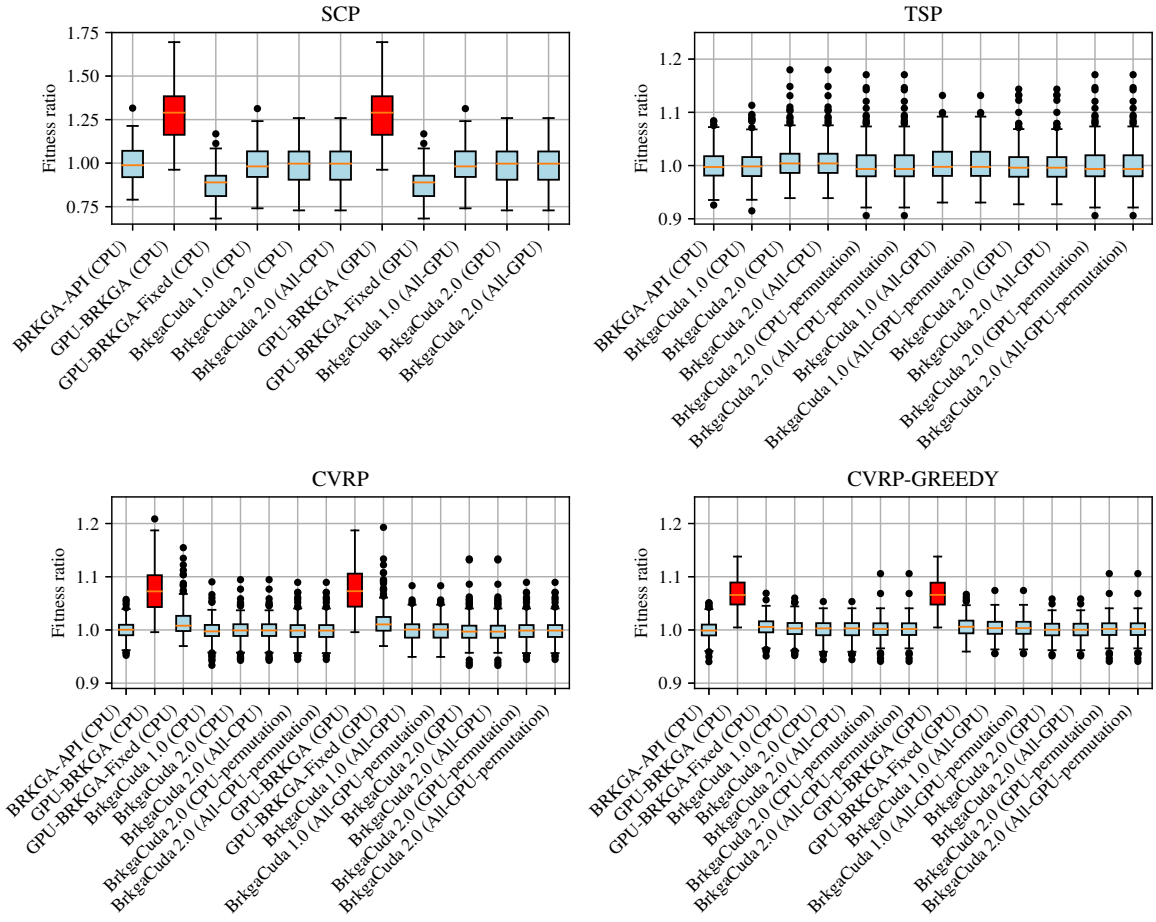 SCP
Fitness ratio
1.75
1.50
1.25
1.00
0.75
BRKGA-API (CPU)
GPU-BRKGA (CPU)
GPU-BRKGA-Fixed (CPU)
BrkgaCuda 1.0 (CPU)
BrkgaCuda 2.0 (CPU)
BrkgaCuda 2.0 (All-CPU)
GPU-BRKGA (GPU)
GPU-BRKGA-Fixed (GPU)
BrkgaCuda 1.0 (All-GPU)
BrkgaCuda 2.0 (GPU)
BrkgaCuda 2.0 (All-GPU)
TSP
Fitness ratio
1.2
1.1
1.0
0.9
BRKGA-API (CPU)
BrkgaCuda 1.0 (CPU)
BrkgaCuda 2.0 (CPU)
BrkgaCuda 2.0 (All-CPU)
BrkgaCuda 2.0 (CPU-permutation)
BrkgaCuda 2.0 (All-CPU-permutation)
BrkgaCuda 1.0 (All-GPU)
BrkgaCuda 1.0 (All-GPU-permutation)
BrkgaCuda 2.0 (GPU)
BrkgaCuda 2.0 (All-GPU)
BrkgaCuda 2.0 (GPU-permutation)
BrkgaCuda 2.0 (All-GPU-permutation)
CVRP
Fitness ratio
1.2
1.1
1.0
0.9
BRKGA-API (CPU)
GPU-BRKGA (CPU)
GPU-BRKGA-Fixed (CPU)
BrkgaCuda 1.0 (CPU)
BrkgaCuda 2.0 (CPU)
BrkgaCuda 2.0 (All-CPU)
BrkgaCuda 2.0 (CPU-permutation)
BrkgaCuda 2.0 (All-CPU-permutation)
GPU-BRKGA (GPU)
GPU-BRKGA-Fixed (GPU)
BrkgaCuda 1.0 (All-GPU)
BrkgaCuda 1.0 (All-GPU-permutation)
BrkgaCuda 2.0 (GPU)
BrkgaCuda 2.0 (All-GPU)
BrkgaCuda 2.0 (GPU-permutation)
BrkgaCuda 2.0 (All-GPU-permutation)
CVRP-GREEDY
Fitness ratio
1.2
1.1
1.0
0.9
BRKGA-API (CPU)
GPU-BRKGA (CPU)
GPU-BRKGA-Fixed (CPU)
BrkgaCuda 1.0 (CPU)
BrkgaCuda 2.0 (CPU)
BrkgaCuda 2.0 (All-CPU)
BrkgaCuda 2.0 (CPU-permutation)
BrkgaCuda 2.0 (All-CPU-permutation)
GPU-BRKGA (GPU)
GPU-BRKGA-Fixed (GPU)
BrkgaCuda 1.0 (All-GPU)
BrkgaCuda 1.0 (All-GPU-permutation)
BrkgaCuda 2.0 (GPU)
BrkgaCuda 2.0 (All-GPU)
BrkgaCuda 2.0 (GPU-permutation)
BrkgaCuda 2.0 (All-GPU-permutation)